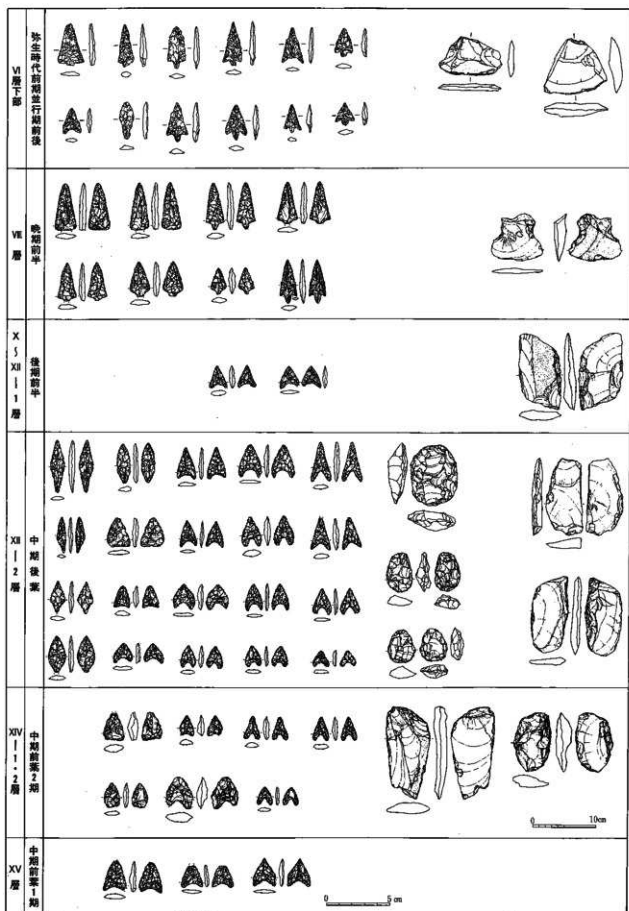 Ⅵ層下部
弥生時代前期並行期前後
Ⅶ層
晩期前半
Ⅹ〜Ⅻ―1層
後期前半
Ⅻ―2層
中期後葉
XIV―1・2層
中期前葉2期
10cm
XV層
中期前葉1期
0 5cm